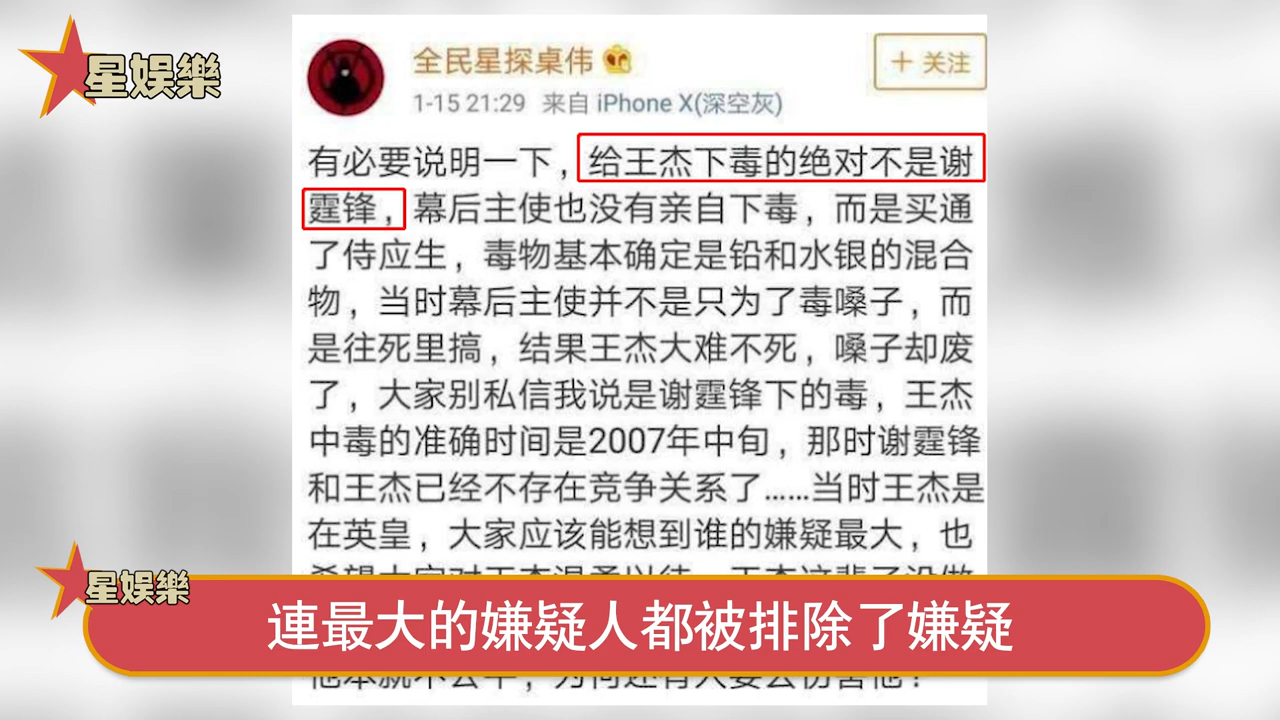 星娱樂
全民星探桌伟
+ 关注
1-15 21:29 来自 iPhone X(深空灰)
有必要说明一下，给王杰下毒的绝对不是谢
霆锋，幕后主使也没有亲自下毒，而是买通
了侍应生，毒物基本确定是铅和水银的混合
物，当时幕后主使并不是只为了毒嗓子，而
是往死里搞，结果王杰大难不死，嗓子却废
了，大家别私信我说是谢霆锋下的毒，王杰
中毒的准确时间是2007年中旬，那时谢霆锋
和王杰已经不存在竞争关系了......当时王杰是
在英皇，大家应该能想到谁的嫌疑最大，也
星娱樂
連最大的嫌疑人都被排除了嫌疑